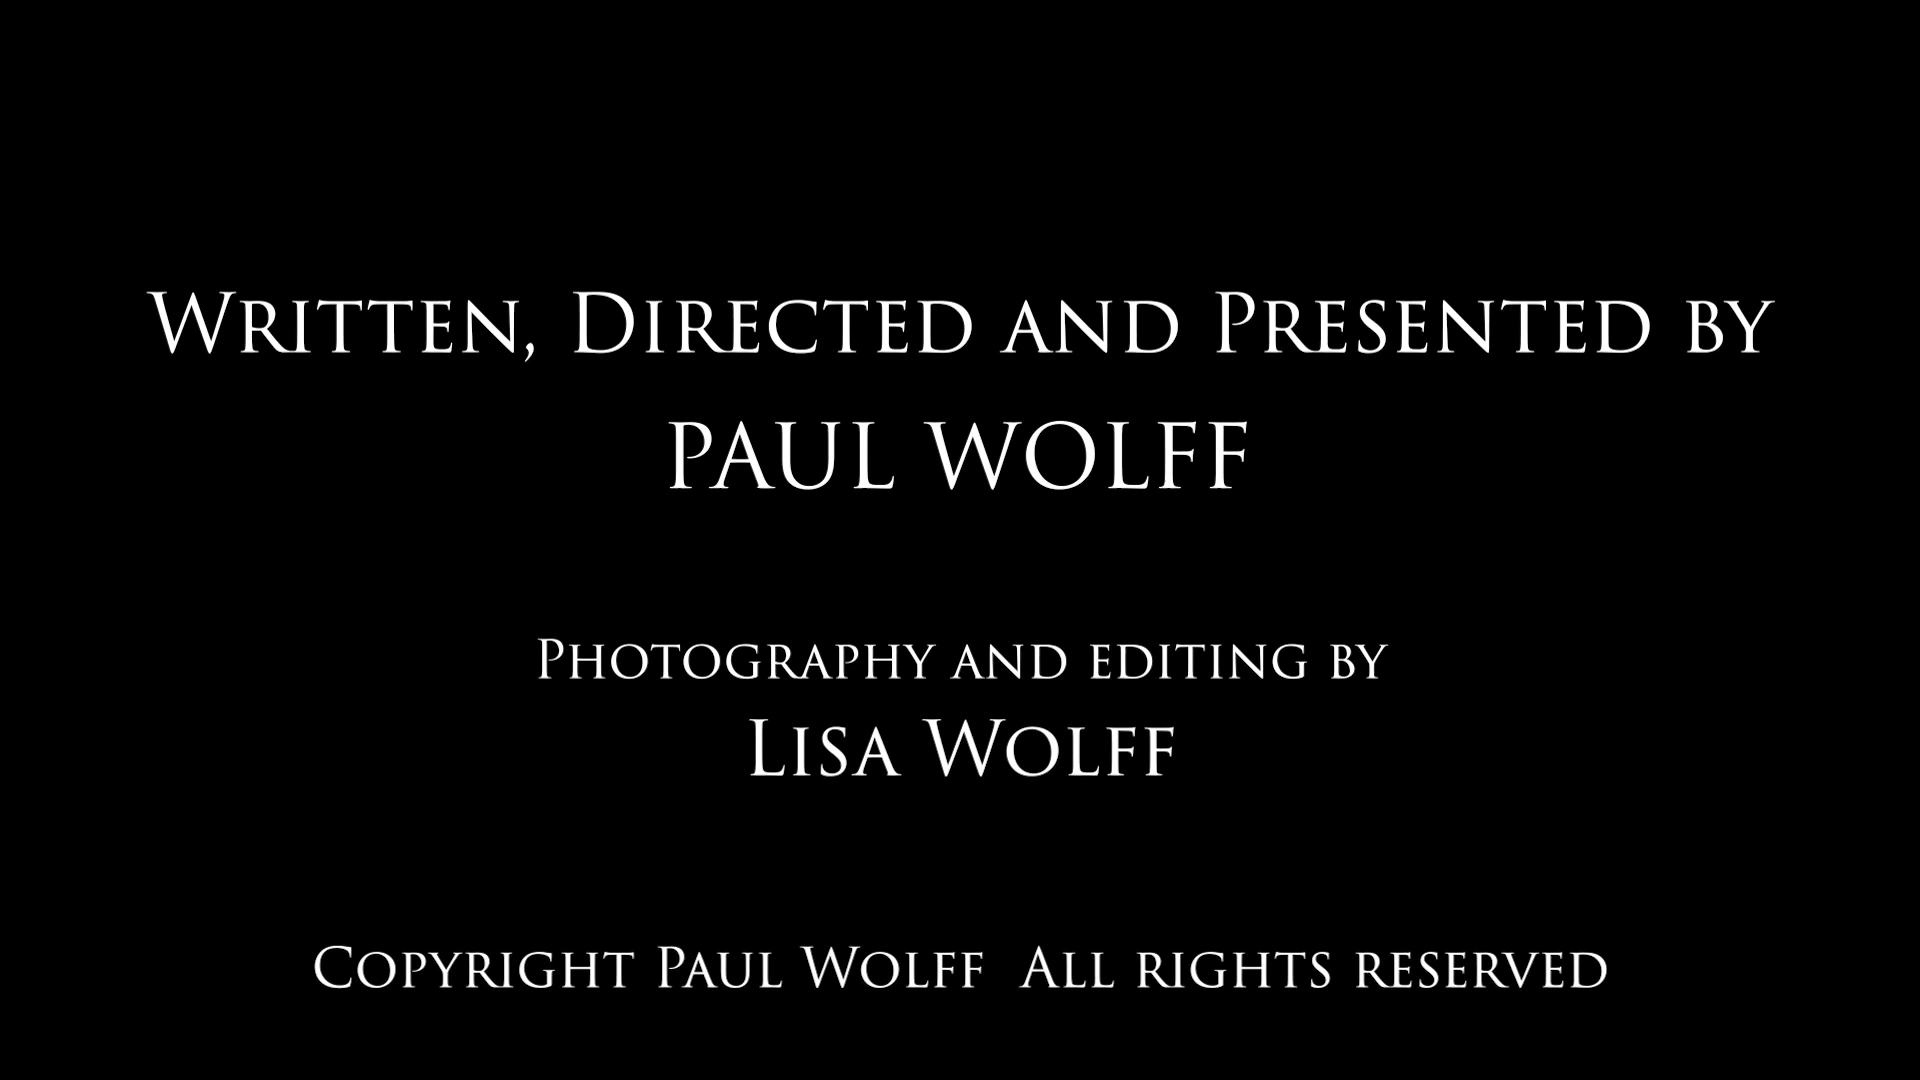 Written, Directed and Presented by
PAUL WOLFF
Photography and editing by
Lisa Wolff
Copyright Paul Wolff  All rights reserved